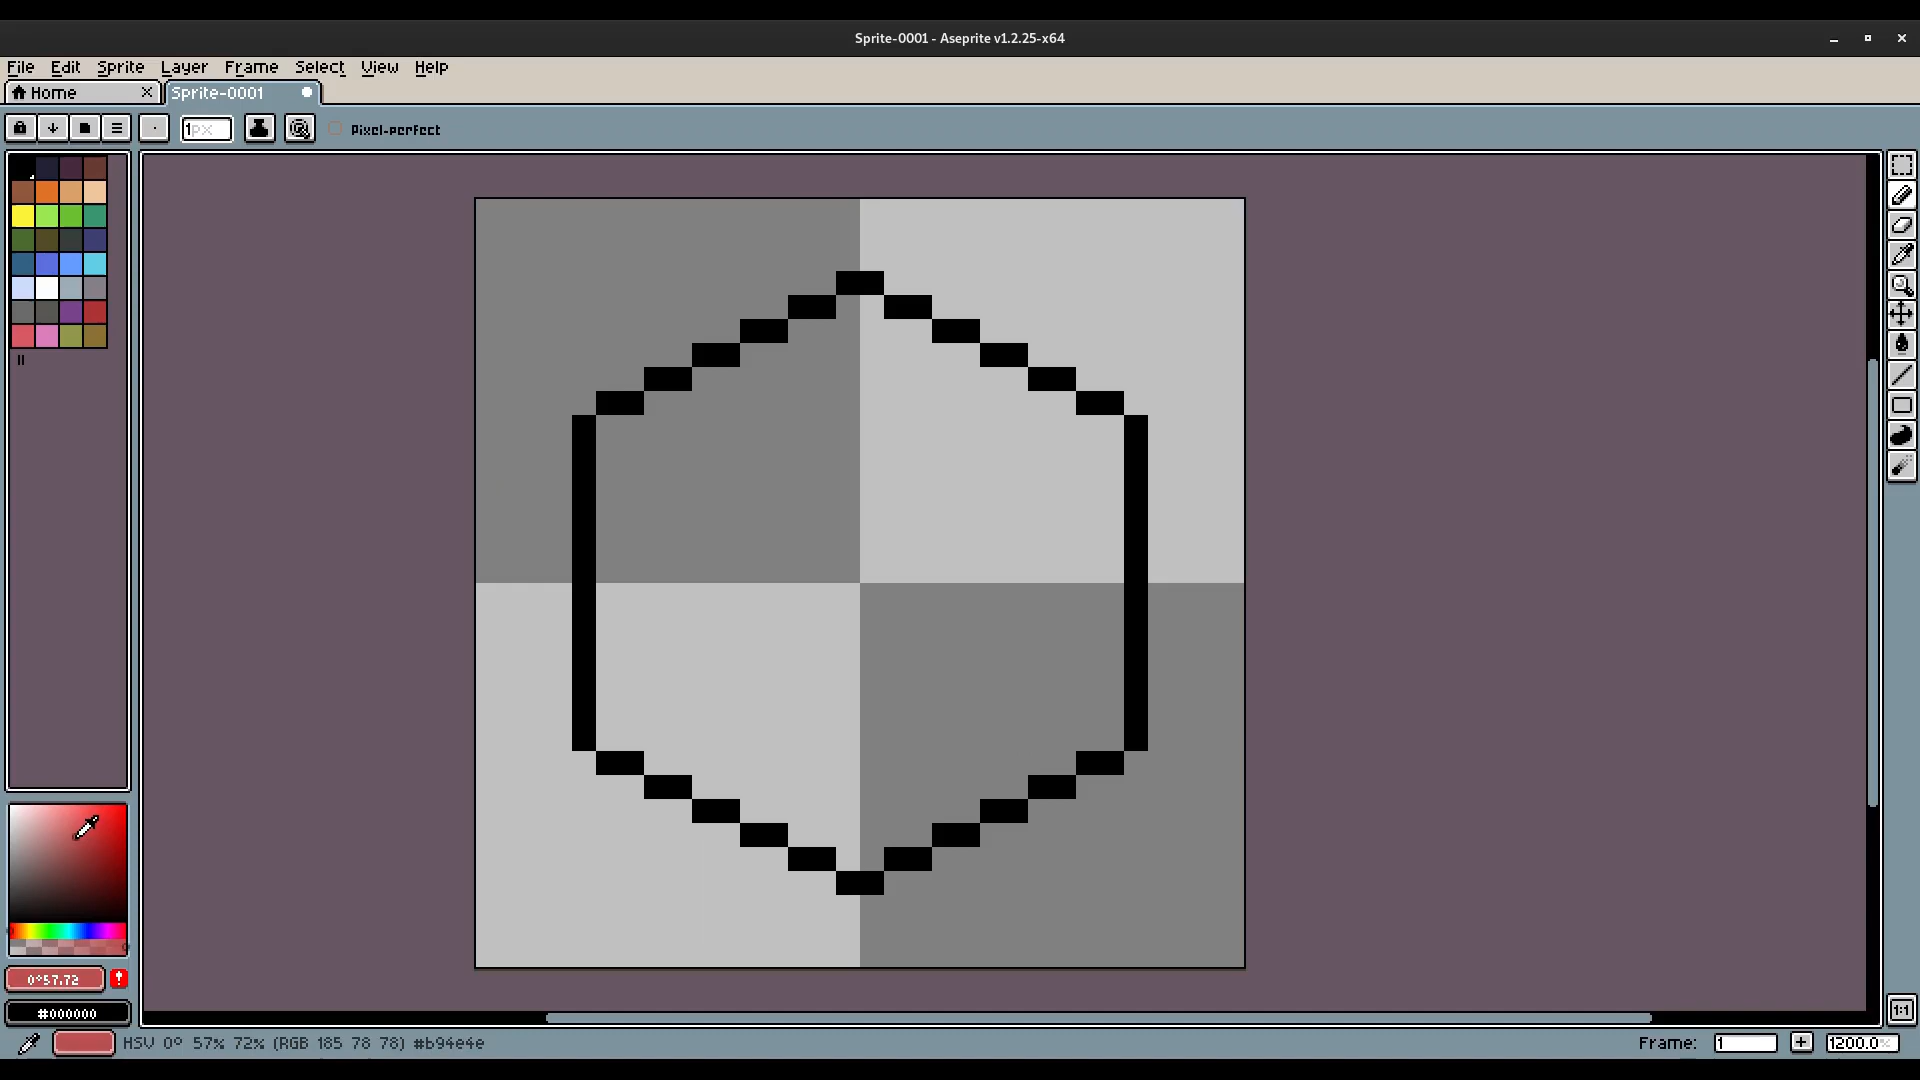 Sprite-0001 - Aseprite v1.2.25-x64
File Edit Sprite Layer Frame Select View Help
Home
Sprite-0001
1px
Pixel-perfect
0°57.72
#000000
HSV 0° 57% 72% (RGB 185 78 78) #b94e4e
Frame: 1
1200.0%
1:1